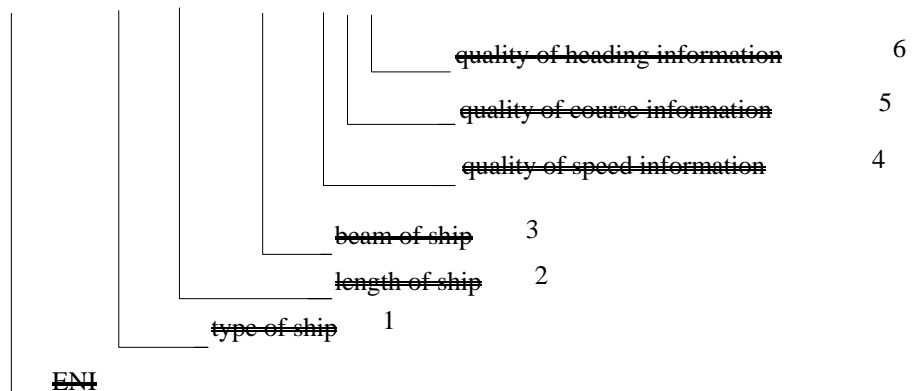 quality of heading information 6
quality of course information 5
quality of speed information 4
beam of ship 3
length of ship 2
type of ship 1
ENI